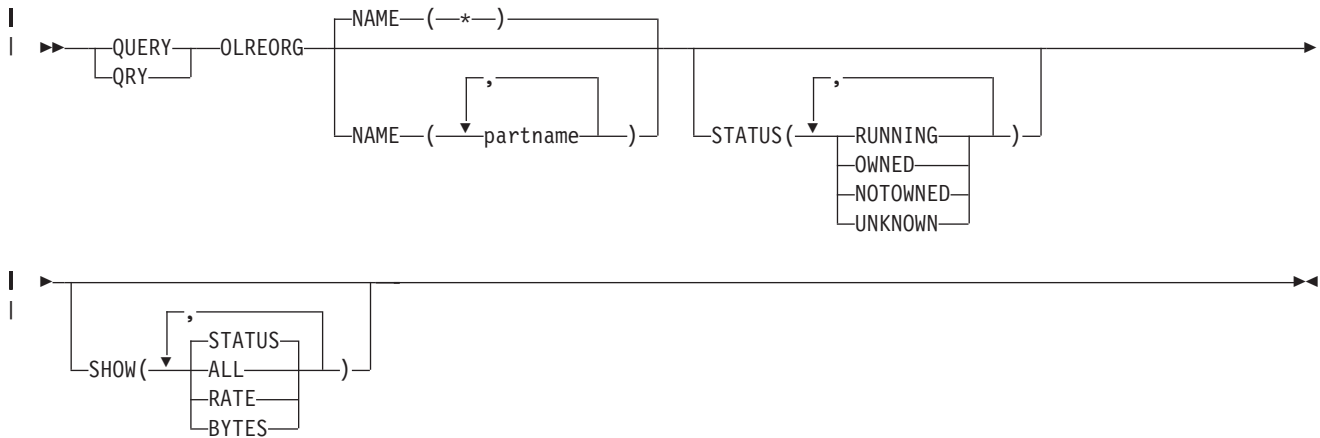 NAME (*)
QUERY OLREORG
QRY
, ,
NAME ( partname ) STATUS( RUNNING )
OWNED
NOTOWNED
UNKNOWN
,
STATUS
SHOW( ALL )
RATE
BYTES